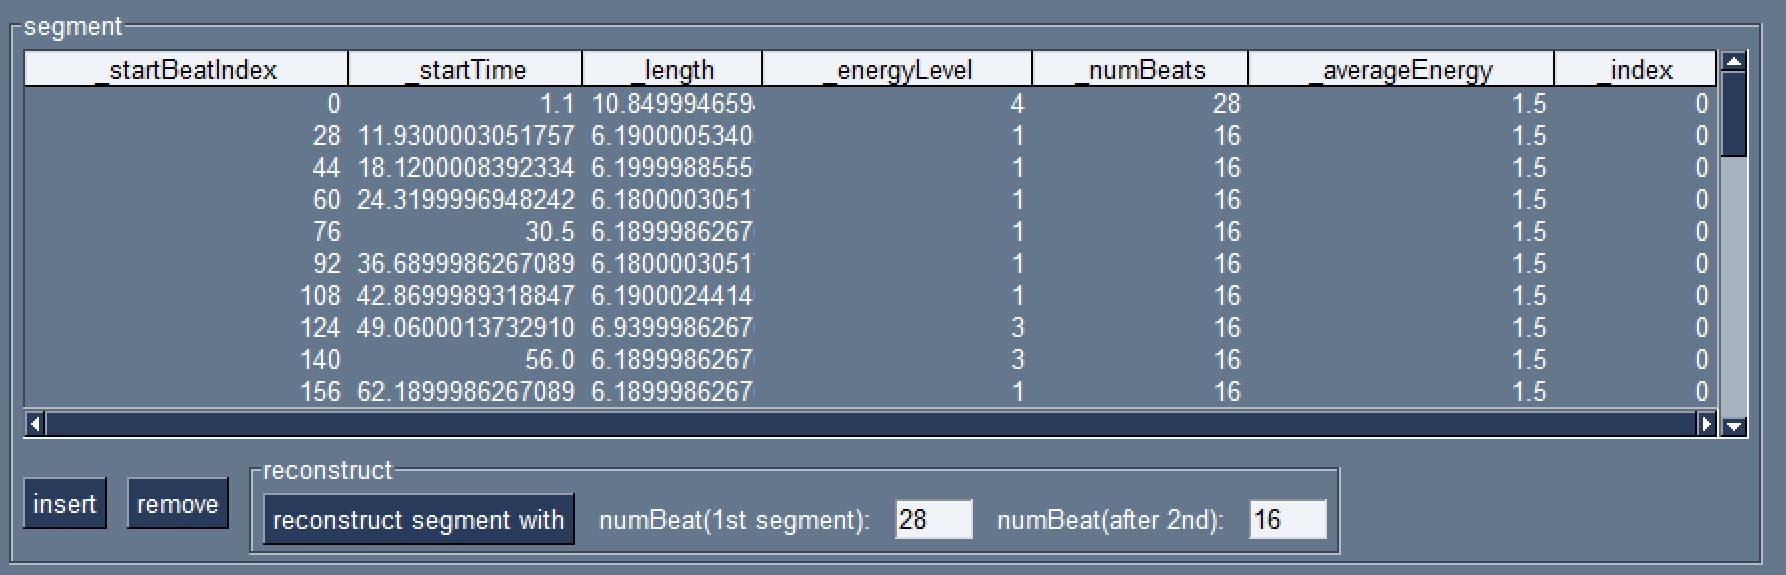 segment
_startBeatIndex _startTime _length _energyLevel _numBeats _averageEnergy _index
0 1.1 10.849994659 4 28 1.5 0
28 11.9300003051757 6.1900005340 1 16 1.5 0
44 18.1200008392334 6.1999988555 1 16 1.5 0
60 24.3199996948242 6.1800003051 1 16 1.5 0
76 30.5 6.1899986267 1 16 1.5 0
92 36.6899986267089 6.1800003051 1 16 1.5 0
108 42.8699989318847 6.1900024414 1 16 1.5 0
124 49.0600013732910 6.9399986267 3 16 1.5 0
140 56.0 6.1899986267 3 16 1.5 0
156 62.1899986267089 6.1899986267 1 16 1.5 0
reconstruct
insert remove reconstruct segment with numBeat(1st segment): 28 numBeat(after 2nd): 16